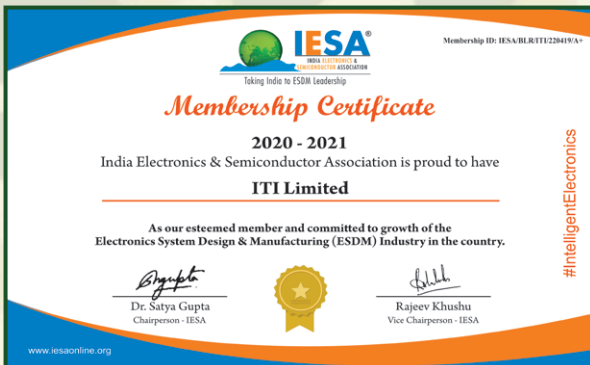 IESA®
INDIA ELECTRONICS &
SEMICONDUCTOR ASSOCIATION
Taking India to ESDM Leadership
Membership ID: IESA/BLR/ITI/220419/A+
Membership Certificate
2020 - 2021
India Electronics & Semiconductor Association is proud to have
ITI Limited
As our esteemed member and committed to growth of the
Electronics System Design & Manufacturing (ESDM) Industry in the country.
Dr. Satya Gupta
Chairperson - IESA
Rajeev Khushu
Vice Chairperson - IESA
#IntelligentElectronics
www.iesaonline.org